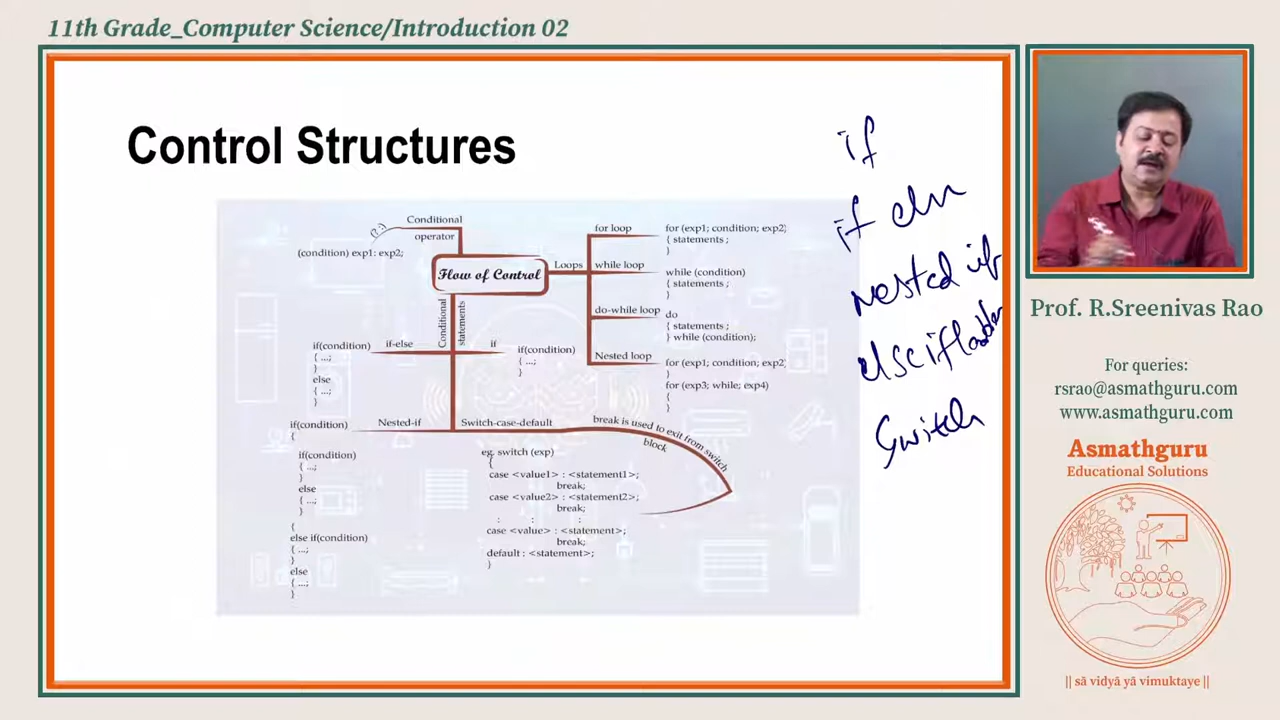 11th Grade_Computer Science/Introduction 02
Control Structures
Conditional
operator
(?:)
(condition) exp1: exp2;
Flow of Control
Loops
for loop
for (exp1; condition; exp2)
{ statements ;
}
while loop
while (condition)
{ statements ;
}
do-while loop
do
{ statements ;
} while (condition);
Nested loop
for (exp1; condition; exp2)
}
for (exp3; while; exp4)
{
}
Conditional
statements
if-else
if(condition)
{ ...;
}
else
{ ...;
}
if
if(condition)
{ ...;
}
Nested-if
if(condition)
{
if(condition)
{ ...;
}
else
{ ...;
}
{
else if(condition)
{ ...;
}
else
{ ...;
}
Switch-case-default
break is used to exit from switch
block
eg. switch (exp)
{
case <value1> : <statement1>;
break;
case <value2> : <statement2>;
break;
: : :
case <value> : <statement>;
break;
default : <statement>;
}
if
if else
nested if
else if ladder
Switch
Prof. R.Sreenivas Rao
For queries:
rsrao@asmathguru.com
www.asmathguru.com
Asmathguru
Educational Solutions
|| sā vidyā yā vimuktaye ||